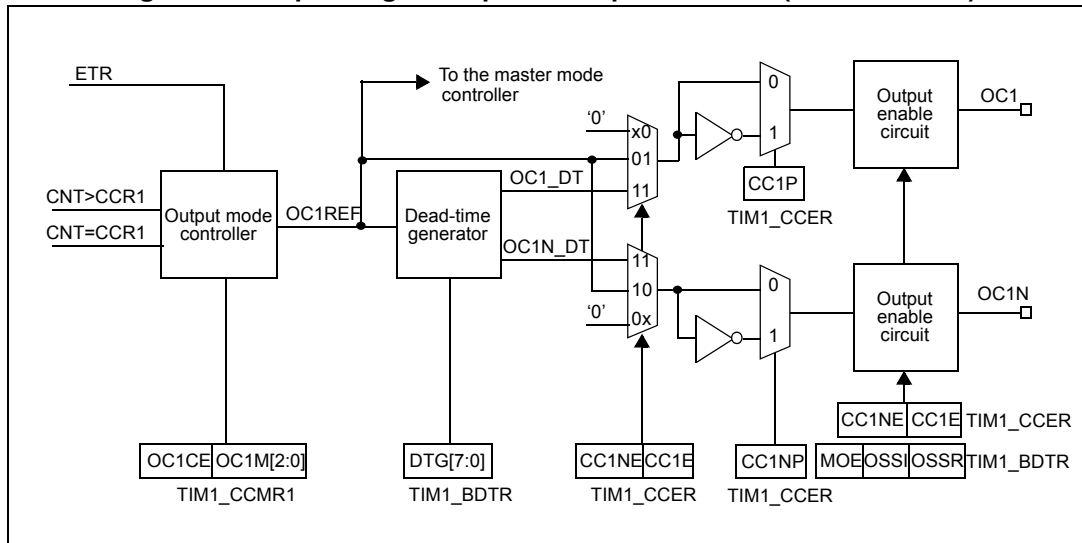 ETR
To the master mode
controller
'0'
x0
01
11
0
1
CC1P
TIM1_CCER
Output
enable
circuit
OC1
CNT>CCR1
CNT=CCR1
Output mode
controller
OC1REF
Dead-time
generator
OC1_DT
OC1N_DT
11
10
'0'
0x
0
1
Output
enable
circuit
OC1N
OC1CE OC1M[2:0]
TIM1_CCMR1
DTG[7:0]
TIM1_BDTR
CC1NE CC1E
TIM1_CCER
CC1NP
TIM1_CCER
CC1NE CC1E TIM1_CCER
MOE OSSI OSSR TIM1_BDTR